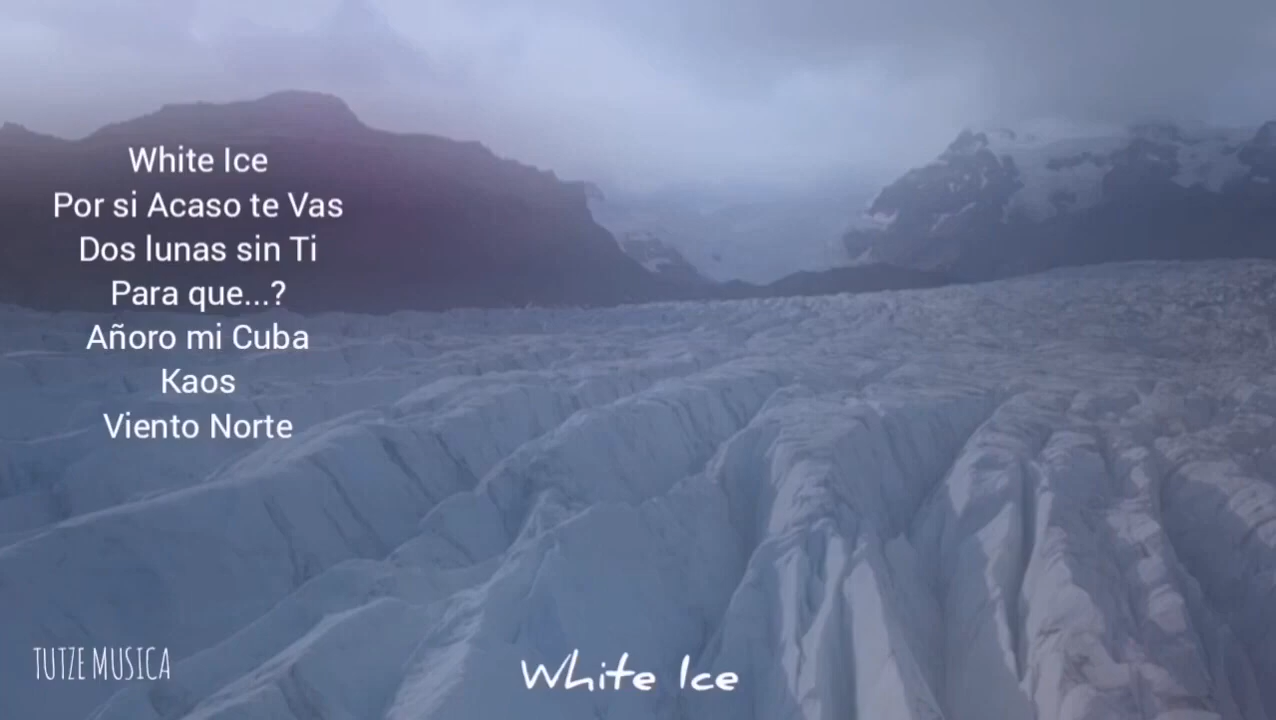 White Ice
Por si Acaso te Vas
Dos lunas sin Ti
Para que...?
Añoro mi Cuba
Kaos
Viento Norte
TUTZE MUSICA
White Ice